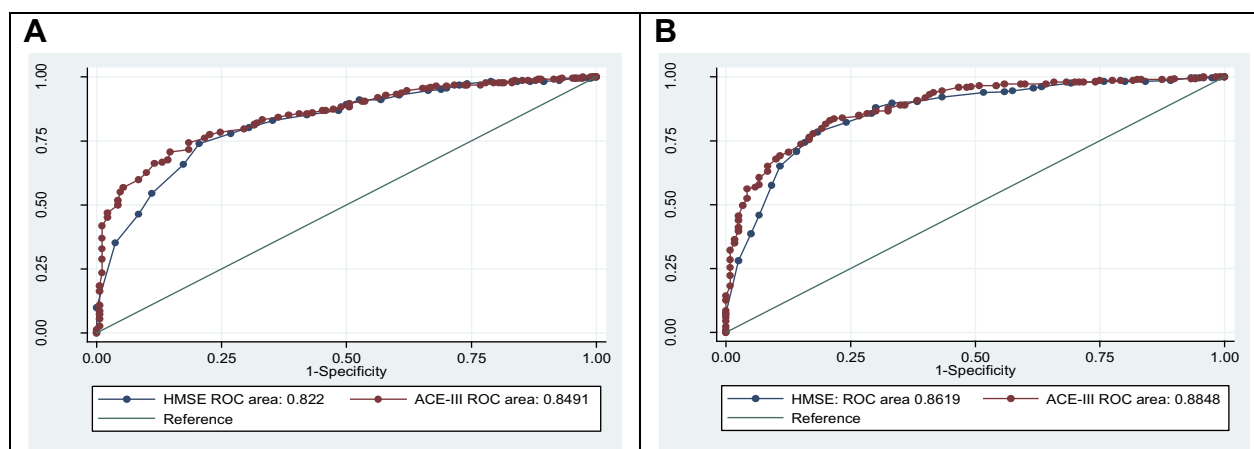 A
1.00
0.75
0.50
0.25
0.00
0.00 0.25 0.50 0.75 1.00
1-Specificity
HMSE ROC area: 0.822 ACE-III ROC area: 0.8491
Reference
B
1.00
0.75
0.50
0.25
0.00
0.00 0.25 0.50 0.75 1.00
1-Specificity
HMSE: ROC area 0.8619 ACE-III ROC area: 0.8848
Reference